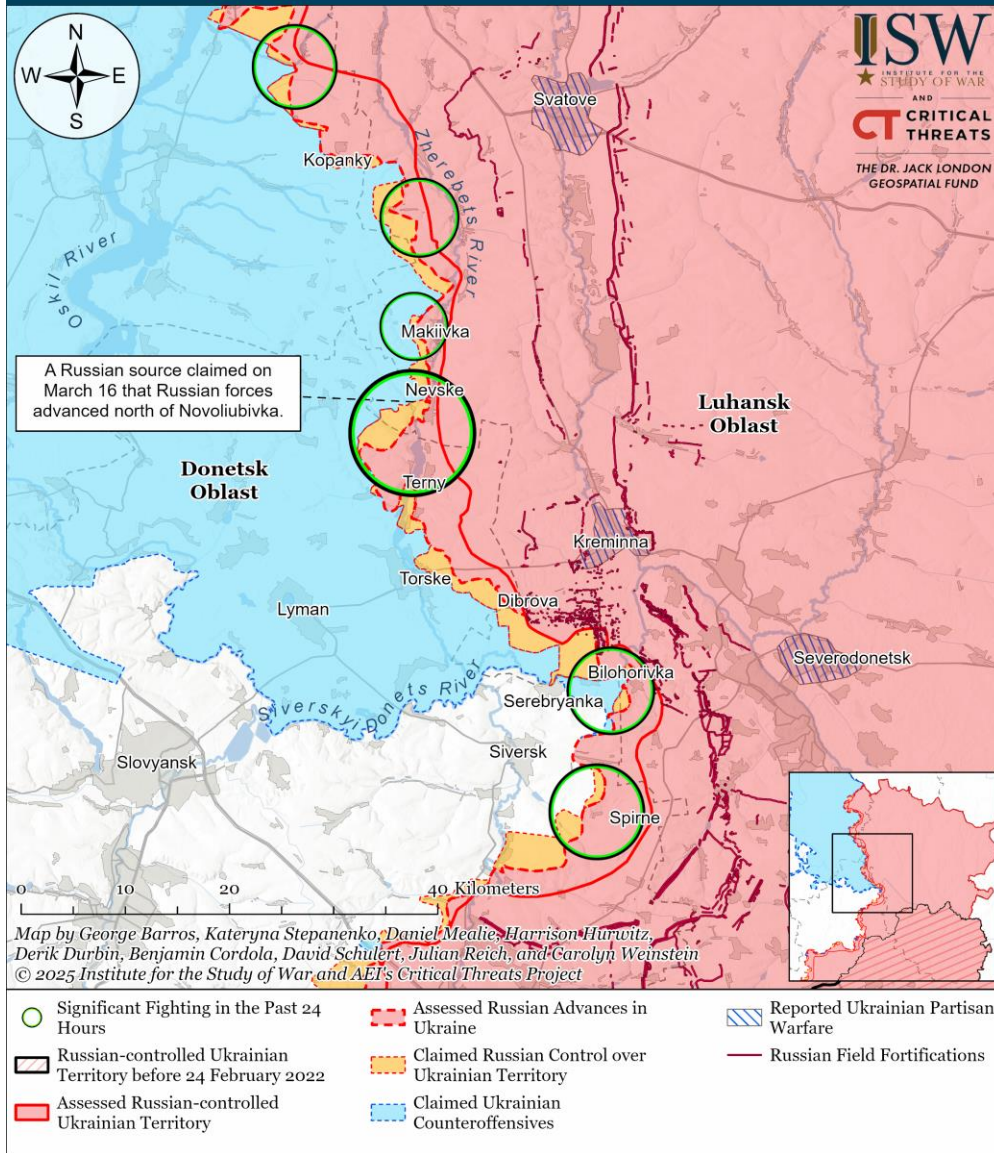 N
W E
S
ISW
INSTITUTE FOR THE
STUDY OF WAR
AND
CT CRITICAL
THREATS
THE DR. JACK LONDON
GEOSPATIAL FUND
Svatove
Kopanky
Zherebets River
Oskil River
Makiivka
A Russian source claimed on
March 16 that Russian forces
advanced north of Novoliubivka.
Nevske
Luhansk
Oblast
Donetsk
Oblast
Terny
Kreminna
Torske
Lyman
Dibrova
Severodonetsk
Bilohorivka
Serebryanka
Siverskyi Donets River
Siversk
Slovyansk
Spirne
0 10 20 40 Kilometers
Map by George Barros, Kateryna Stepanenko, Daniel Mealie, Harrison Hurwitz,
Derik Durbin, Benjamin Cordola, David Schulert, Julian Reich, and Carolyn Weinstein
© 2025 Institute for the Study of War and AEI's Critical Threats Project
Significant Fighting in the Past 24
Hours
Russian-controlled Ukrainian
Territory before 24 February 2022
Assessed Russian-controlled
Ukrainian Territory
Assessed Russian Advances in
Ukraine
Claimed Russian Control over
Ukrainian Territory
Claimed Ukrainian
Counteroffensives
Reported Ukrainian Partisan
Warfare
Russian Field Fortifications